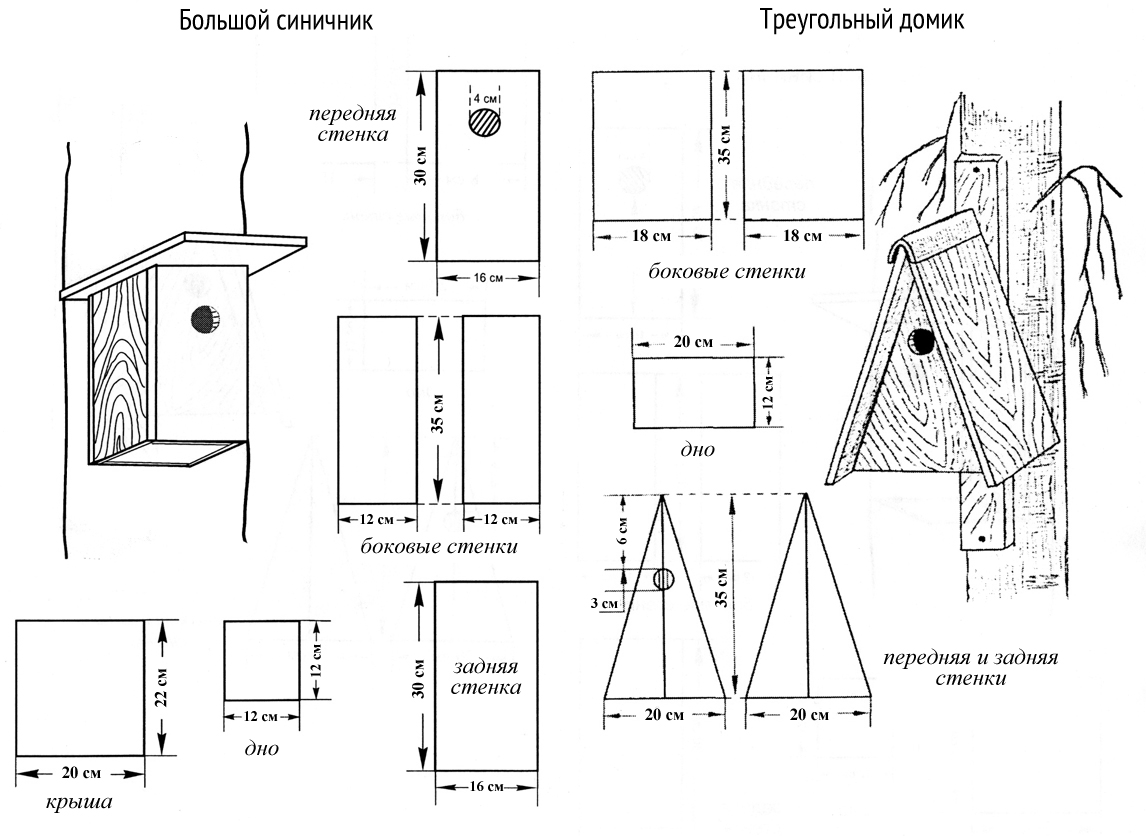 Большой синичник
передняя
стенка
4 см
30 см
16 см
35 см
12 см
12 см
боковые стенки
22 см
20 см
крыша
12 см
12 см
дно
30 см
задняя
стенка
16 см
Треугольный домик
35 см
18 см
18 см
боковые стенки
20 см
12 см
дно
6 см
3 см
35 см
20 см
20 см
передняя и задняя
стенки